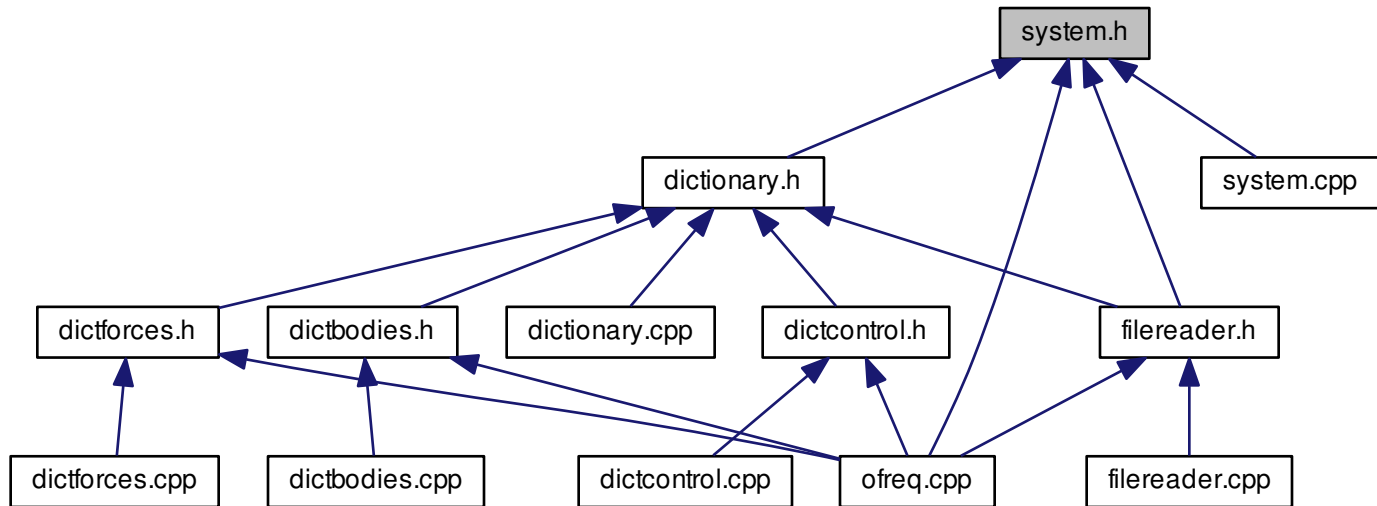 system.h
dictionary.h
system.cpp
dictforces.h
dictbodies.h
dictionary.cpp
dictcontrol.h
filereader.h
dictforces.cpp
dictbodies.cpp
dictcontrol.cpp
ofreq.cpp
filereader.cpp